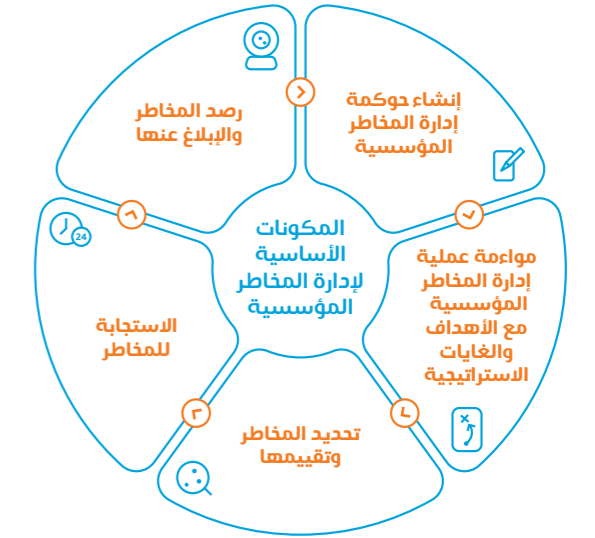 المكونات
الأساسية
لإدارة المخاطر
المؤسسية
إنشاء حوكمة
إدارة المخاطر
المؤسسية
مواءمة عملية
إدارة المخاطر
المؤسسية
مع الأهداف
والغايات
الاستراتيجية
تحديد المخاطر
وتقييمها
الاستجابة
للمخاطر
24
رصد المخاطر
والإبلاغ عنها